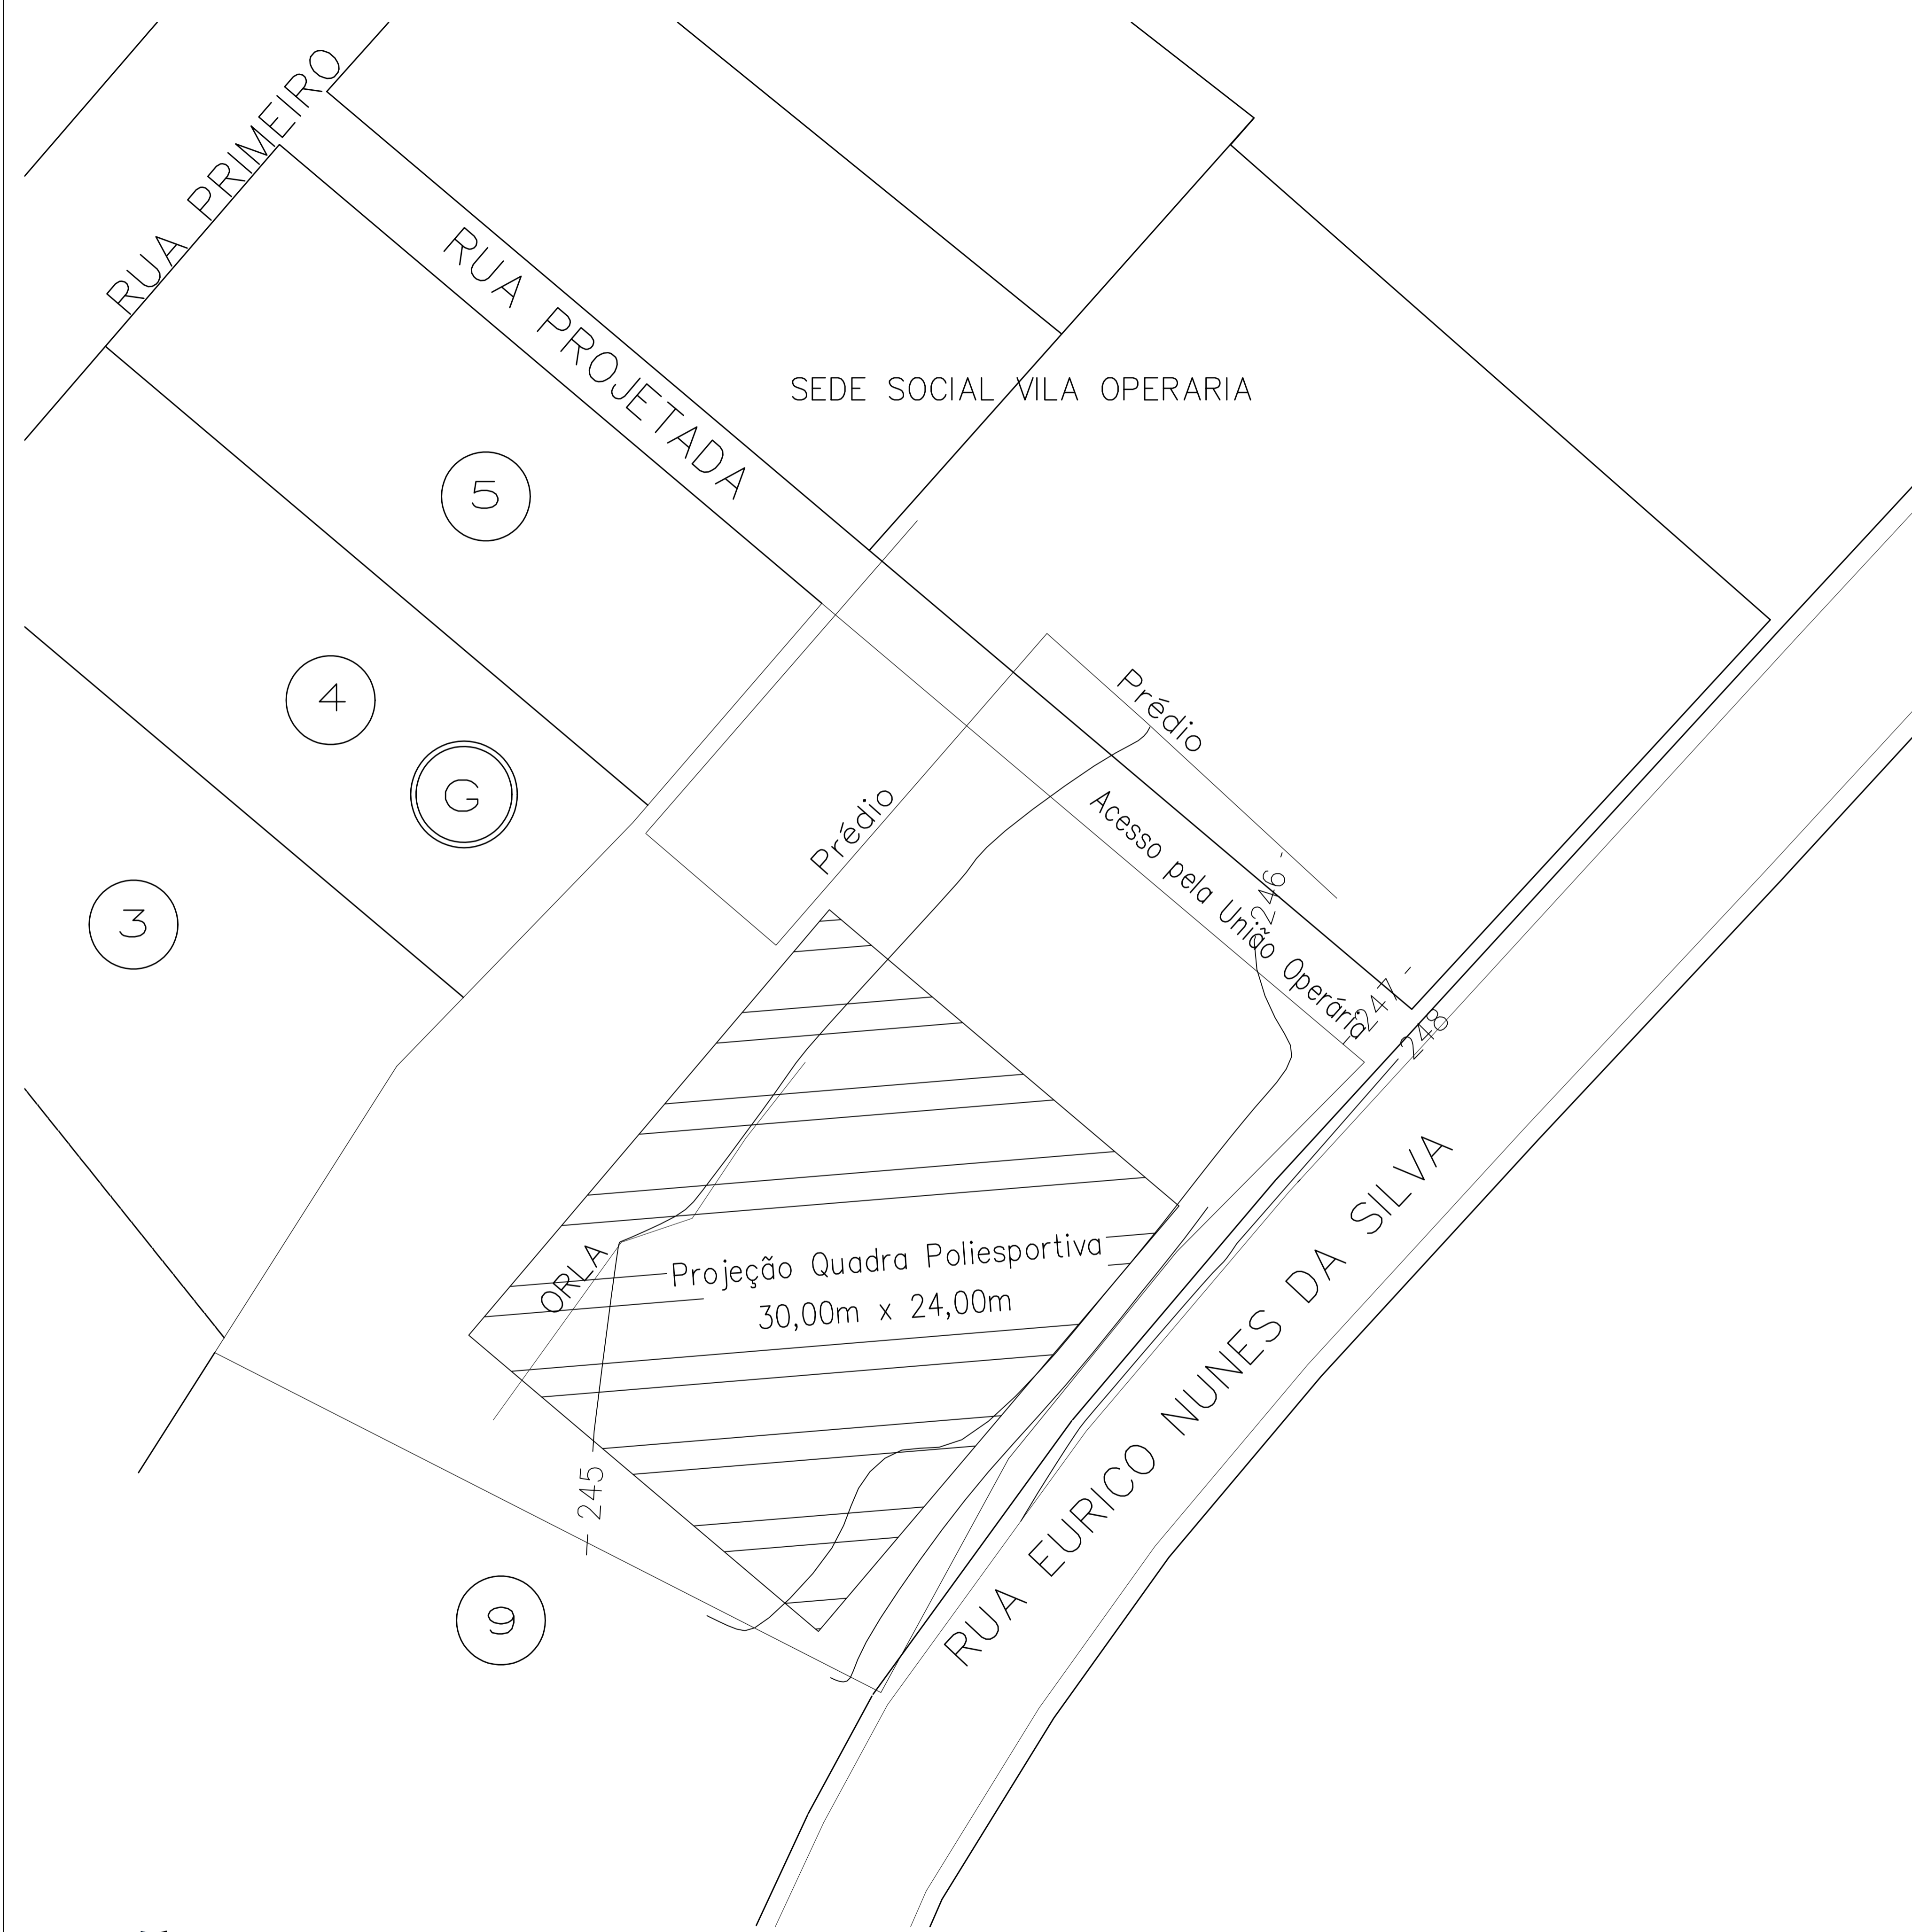 RUA PRIMEIRO
RUA PROJETADA
SEDE SOCIAL VILA OPERARIA
5
4
G
3
Prédio
Prédio
Acesso pela União Operária
246
247
248
ORLA
Projeção Quadra Poliesportiva
30,00m x 24,00m
245
RUA EURICO NUNES DA SILVA